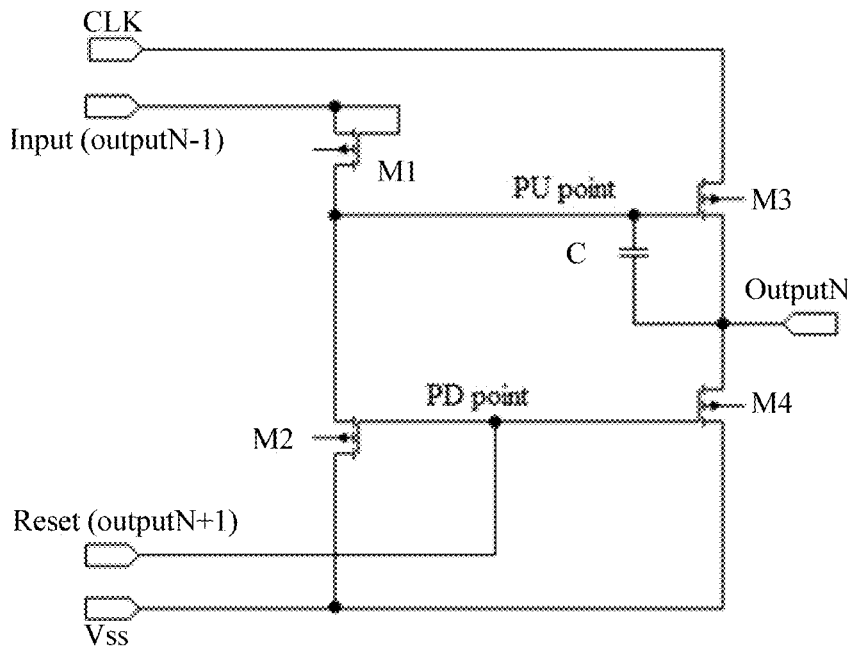 CLK
Input (outputN-1)
M1
PU point
M3
C
OutputN
PD point
M4
M2
Reset (outputN+1)
Vss